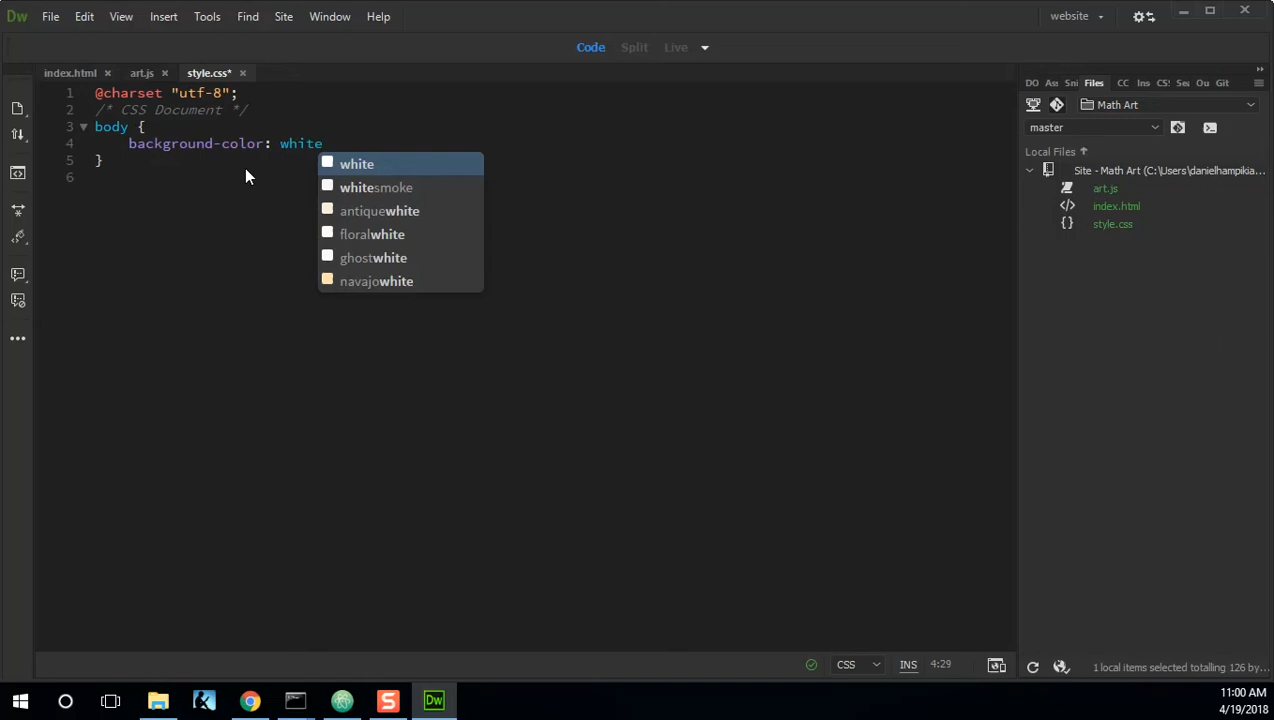 Dw File Edit View Insert Tools Find Site Window Help website
Code Split Live
index.html art.js style.css*
1 @charset "utf-8";
2 /* CSS Document */
3 body {
4 background-color: white
5 }
6
white
whitesmoke
antiquewhite
floralwhite
ghostwhite
navajowhite
DO Ass Sni Files CC Ins CS! Se Ou Git
Math Art
master
Local Files
Site - Math Art (C:\Users\danielhampikia...
art.js
index.html
style.css
CSS INS 4:29
1 local items selected totalling 126 by...
11:00 AM
4/19/2018
S Dw